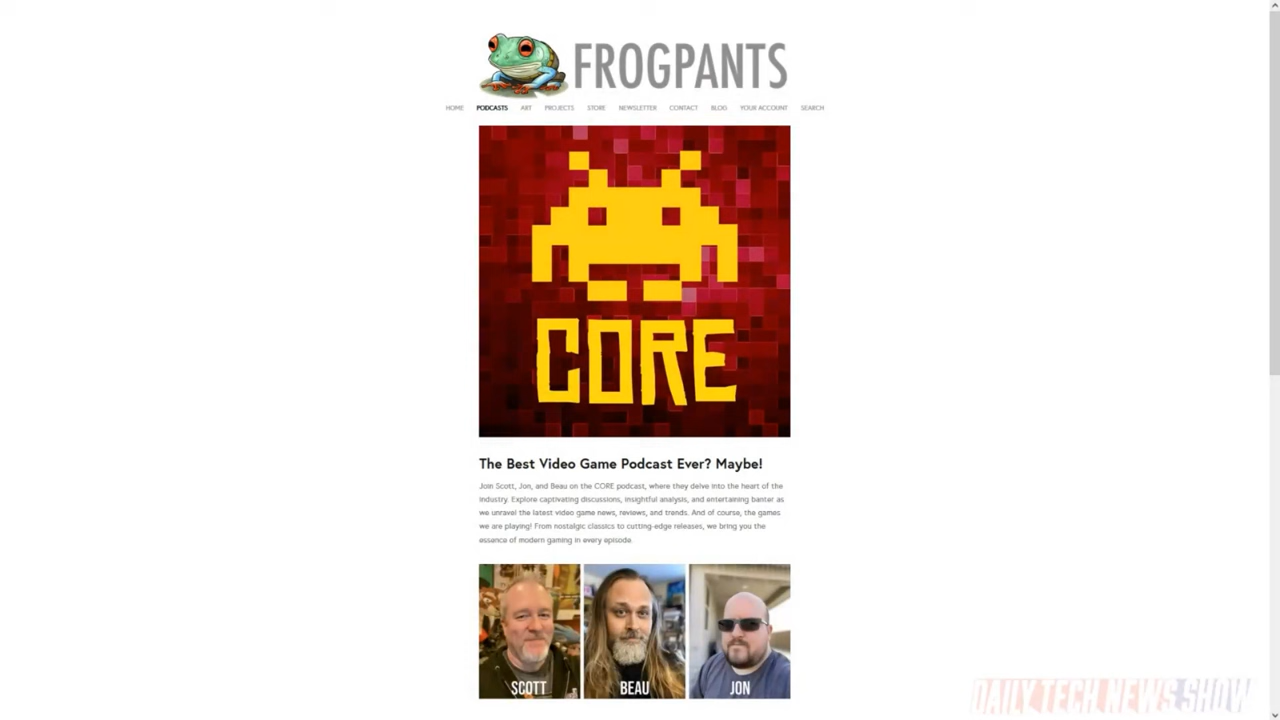 FROGPANTS
HOME PODCASTS ART PROJECTS STORE NEWSLETTER CONTACT BLOG YOUR ACCOUNT SEARCH
CORE
The Best Video Game Podcast Ever? Maybe!
Join Scott, Jon, and Beau on the CORE podcast, where they delve into the heart of the
industry. Explore captivating discussions, insightful analysis, and entertaining banter as
we unravel the latest video game news, reviews, and trends. And of course, the games
we are playing! From nostalgic classics to cutting-edge releases, we bring you the
essence of modern gaming in every episode.
SCOTT BEAU JON
DAILY TECH NEWS SHOW